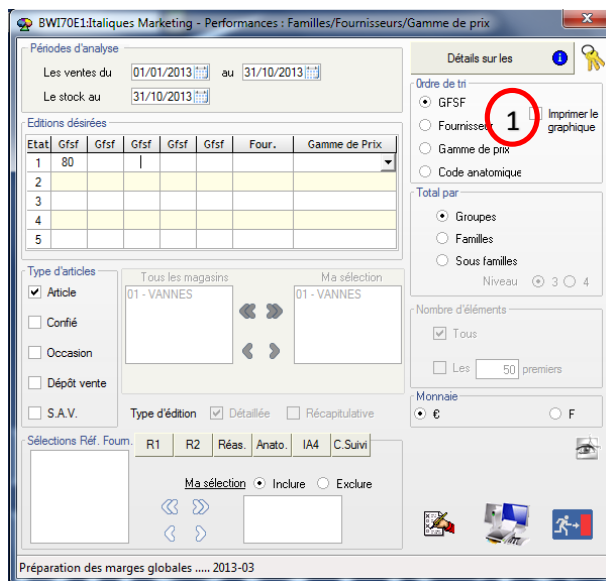 BWI70E1:Italiques Marketing - Performances : Familles/Fournisseurs/Gamme de prix
Périodes d'analyse
Les ventes du 01/01/2013 au 31/10/2013
Le stock au 31/10/2013
Détails sur les
Ordre de tri
GFSF
Fournisseur
Gamme de prix
Code anatomique
1
Imprimer le
graphique
Editions désirées
Etat Gfsf Gfsf Gfsf Gfsf Gfsf Four. Gamme de Prix
1 80
2
3
4
5
Total par
Groupes
Familles
Sous familles
Niveau 3 4
Type d'articles
Article
Confié
Occasion
Dépôt vente
S.A.V.
Tous les magasins Ma sélection
01 - VANNES 01 - VANNES
Type d'édition Détaillée Récapitulative
Nombre d'éléments
Tous
Les 50 premiers
Monnaie
€ F
Sélections Réf. Fourn. R1 R2 Réas. Anato. IA4 C.Suivi
Ma sélection Inclure Exclure
Préparation des marges globales ..... 2013-03